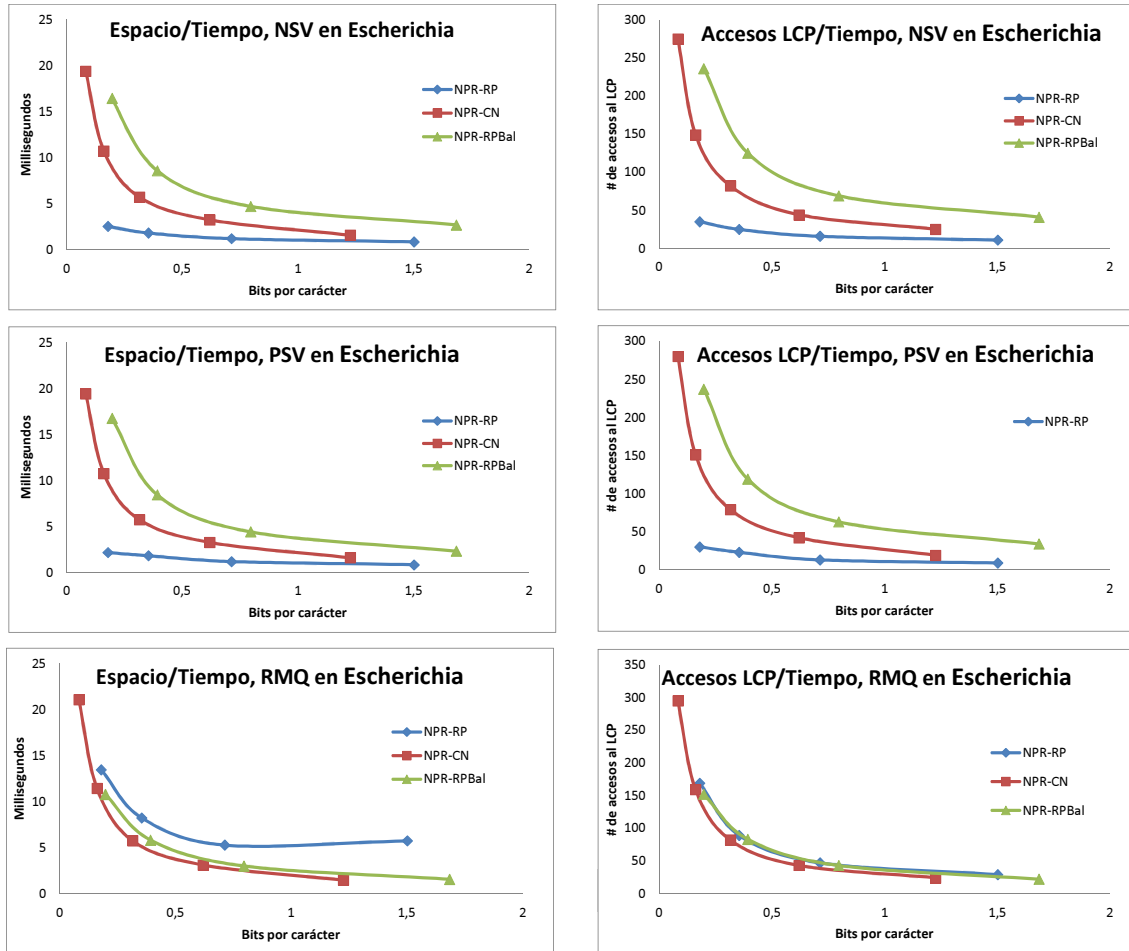 Espacio/Tiempo, NSV en Escherichia
25
20
15
10
5
0
Millisegundos
NPR-RP
NPR-CN
NPR-RPBal
0 0,5 1 1,5 2
Bits por carácter
Accesos LCP/Tiempo, NSV en Escherichia
300
250
200
150
100
50
0
# de accesos al LCP
NPR-RP
NPR-CN
NPR-RPBal
0 0,5 1 1,5 2
Bits por carácter
Espacio/Tiempo, PSV en Escherichia
25
20
15
10
5
0
Millisegundos
NPR-RP
NPR-CN
NPR-RPBal
0 0,5 1 1,5 2
Bits por carácter
Accesos LCP/Tiempo, PSV en Escherichia
300
250
200
150
100
50
0
# de accesos al LCP
NPR-RP
0 0,5 1 1,5 2
Bits por carácter
Espacio/Tiempo, RMQ en Escherichia
25
20
15
10
5
0
Millisegundos
NPR-RP
NPR-CN
NPR-RPBal
0 0,5 1 1,5 2
Bits por carácter
Accesos LCP/Tiempo, RMQ en Escherichia
350
300
250
200
150
100
50
0
# de accesos al LCP
NPR-RP
NPR-CN
NPR-RPBal
0 0,5 1 1,5 2
Bits por carácter